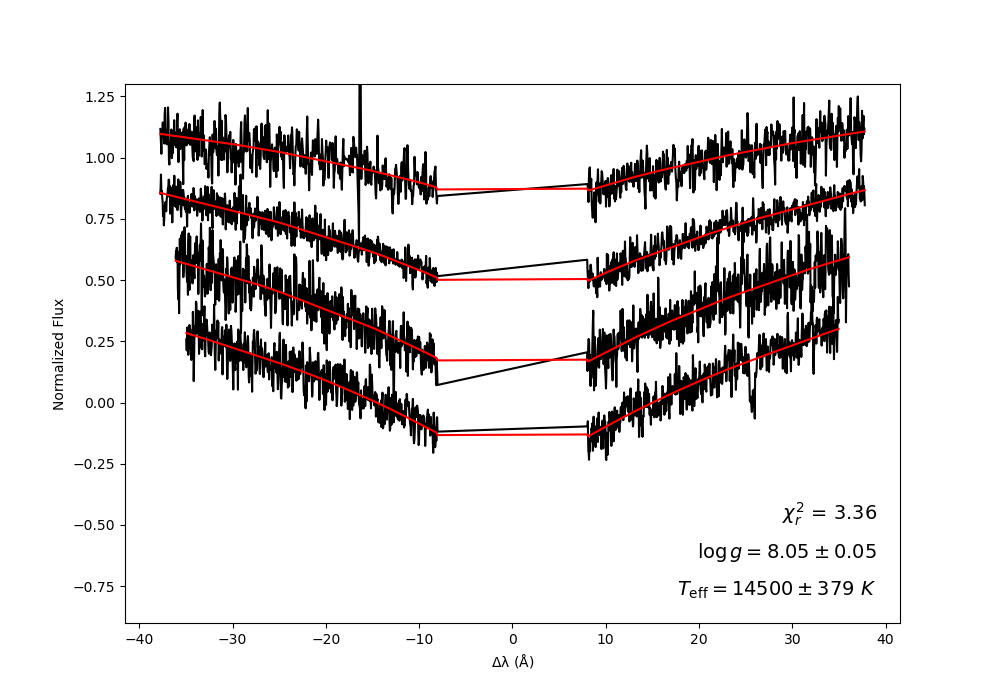 1.25
1.00
0.75
0.50
0.25
0.00
−0.25
−0.50
−0.75
Normalized Flux
χ²ᵣ = 3.36
log g = 8.05 ± 0.05
T_eff = 14500 ± 379 K
−40 −30 −20 −10 0 10 20 30 40
Δλ (Å)